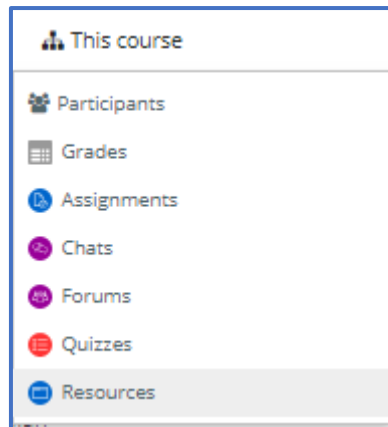 This course
Participants
Grades
Assignments
Chats
Forums
Quizzes
Resources